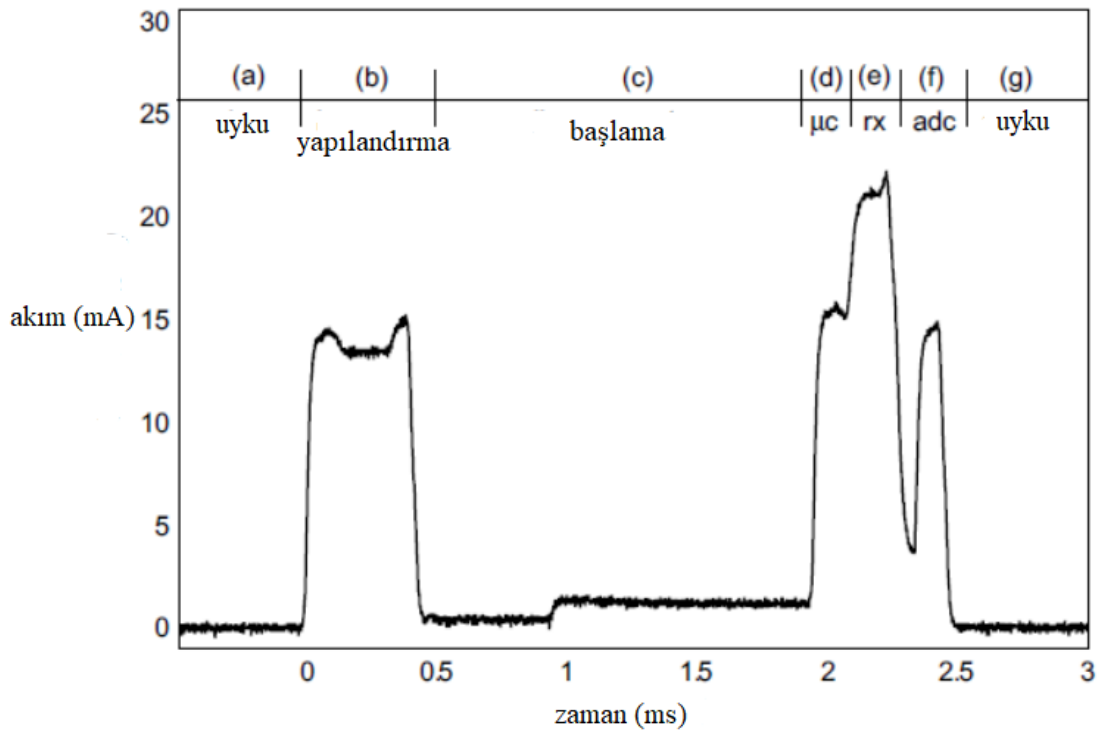 30
(a) (b) (c) (d) (e) (f) (g)
25
uyku yapılandırma başlama µc rx adc uyku
20
akım (mA) 15
10
5
0
0 0.5 1 1.5 2 2.5 3
zaman (ms)